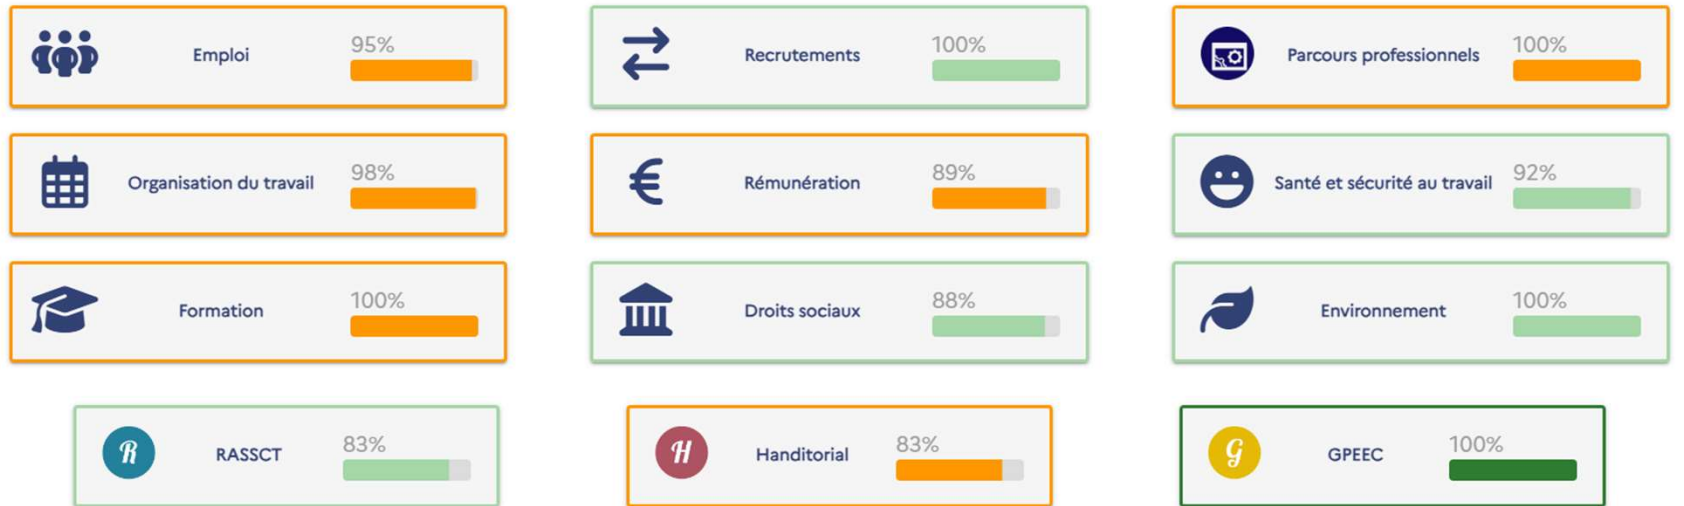 Emploi 95%
Recrutements 100%
Parcours professionnels 100%
Organisation du travail 98%
Rémunération 89%
Santé et sécurité au travail 92%
Formation 100%
Droits sociaux 88%
Environnement 100%
R RASSCT 83%
H Handitorial 83%
G GPEEC 100%